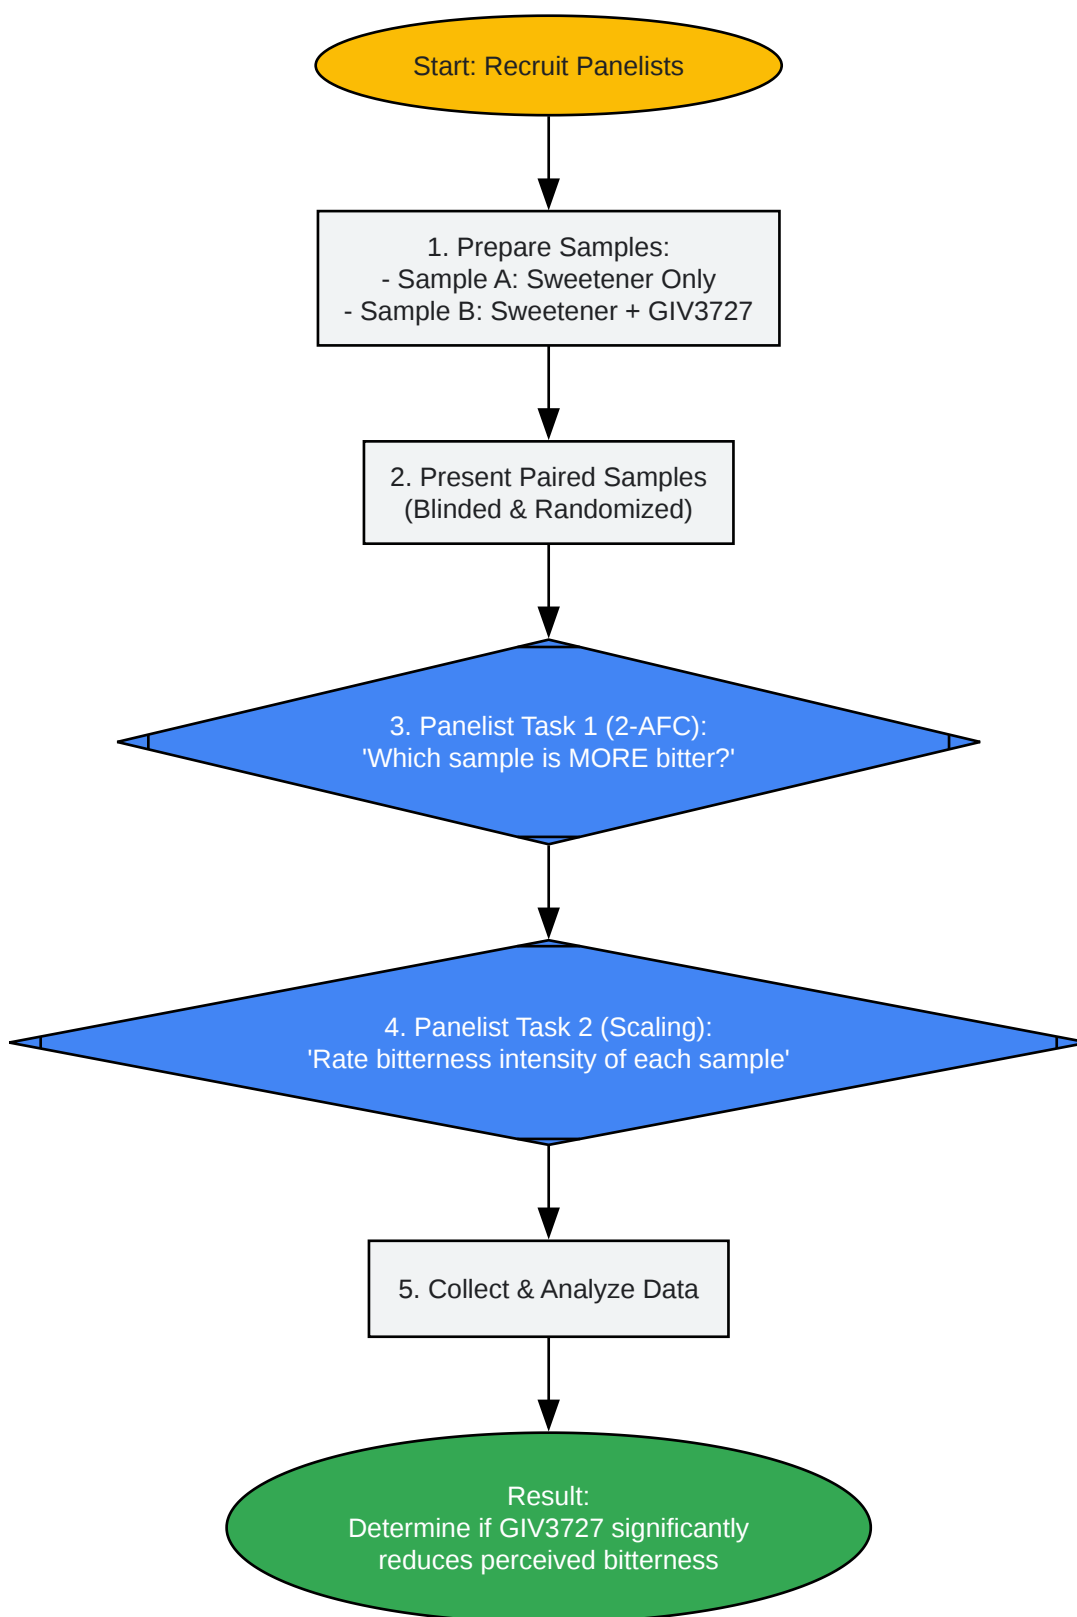 Start: Recruit Panelists
1. Prepare Samples:
- Sample A: Sweetener Only
- Sample B: Sweetener + GIV3727
2. Present Paired Samples
(Blinded & Randomized)
3. Panelist Task 1 (2-AFC):
'Which sample is MORE bitter?'
4. Panelist Task 2 (Scaling):
'Rate bitterness intensity of each sample'
5. Collect & Analyze Data
Result:
Determine if GIV3727 significantly
reduces perceived bitterness